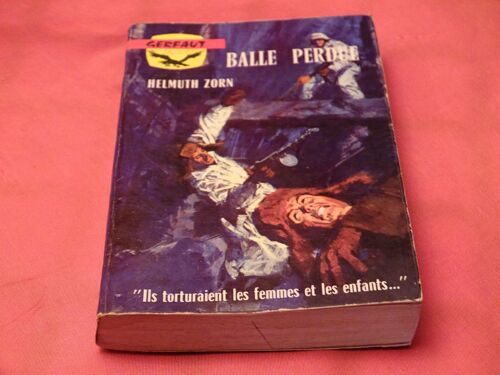 GERFAUT
BALLE PERDUE
HELMUTH ZORN
"Ils torturaient les femmes et les enfants..."